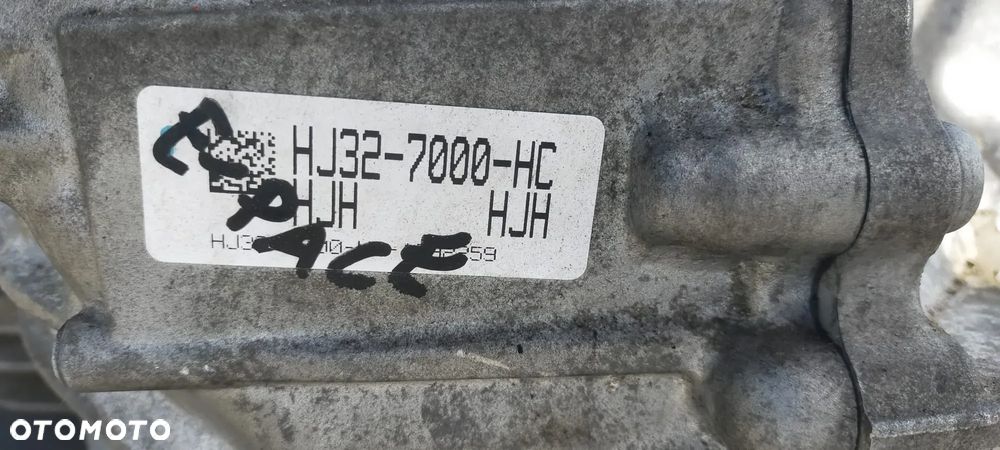 HJ32-7000-HC
HJH HJH
E-PACE
OTOMOTO